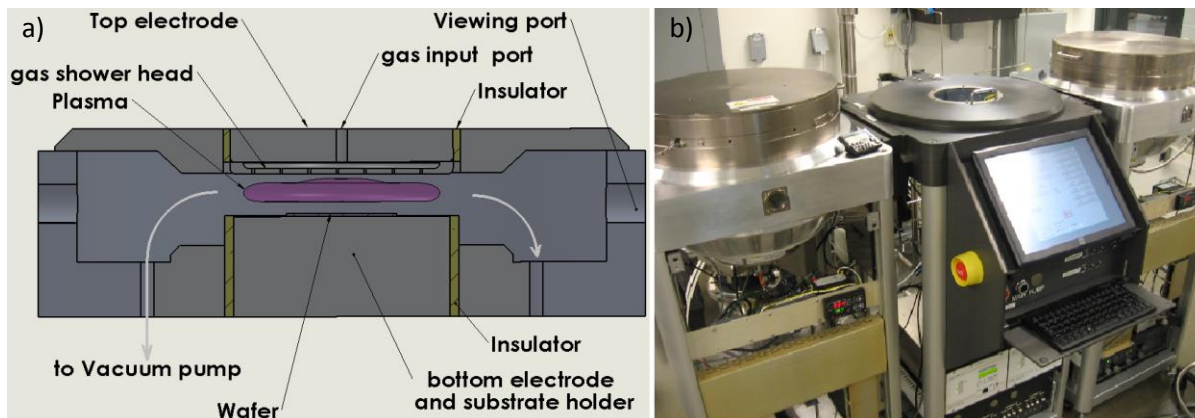 a)
Top electrode
Viewing port
gas input port
gas shower head
Insulator
Plasma
Insulator
to Vacuum pump
bottom electrode
and substrate holder
Wafer
b)